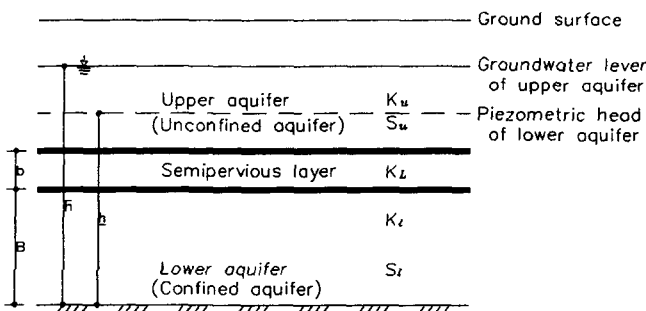 Ground surface
Groundwater lever
of upper aquifer
Upper aquifer
Ku
(Unconfined aquifer)
Su
Piezometric head
of lower aquifer
b
Semipervious layer
KL
h
h
B
Kl
Lower aquifer
Sl
(Confined aquifer)